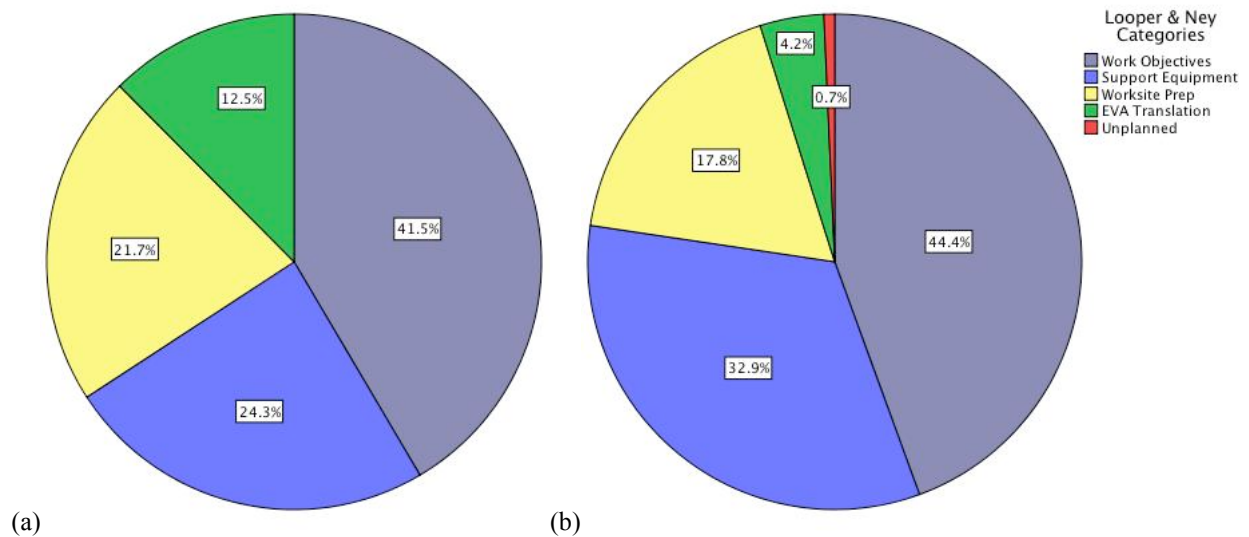 Looper & Ney
Categories
Work Objectives
Support Equipment
Worksite Prep
EVA Translation
Unplanned
12.5%
41.5%
21.7%
24.3%
4.2%
0.7%
17.8%
44.4%
32.9%
(a)
(b)